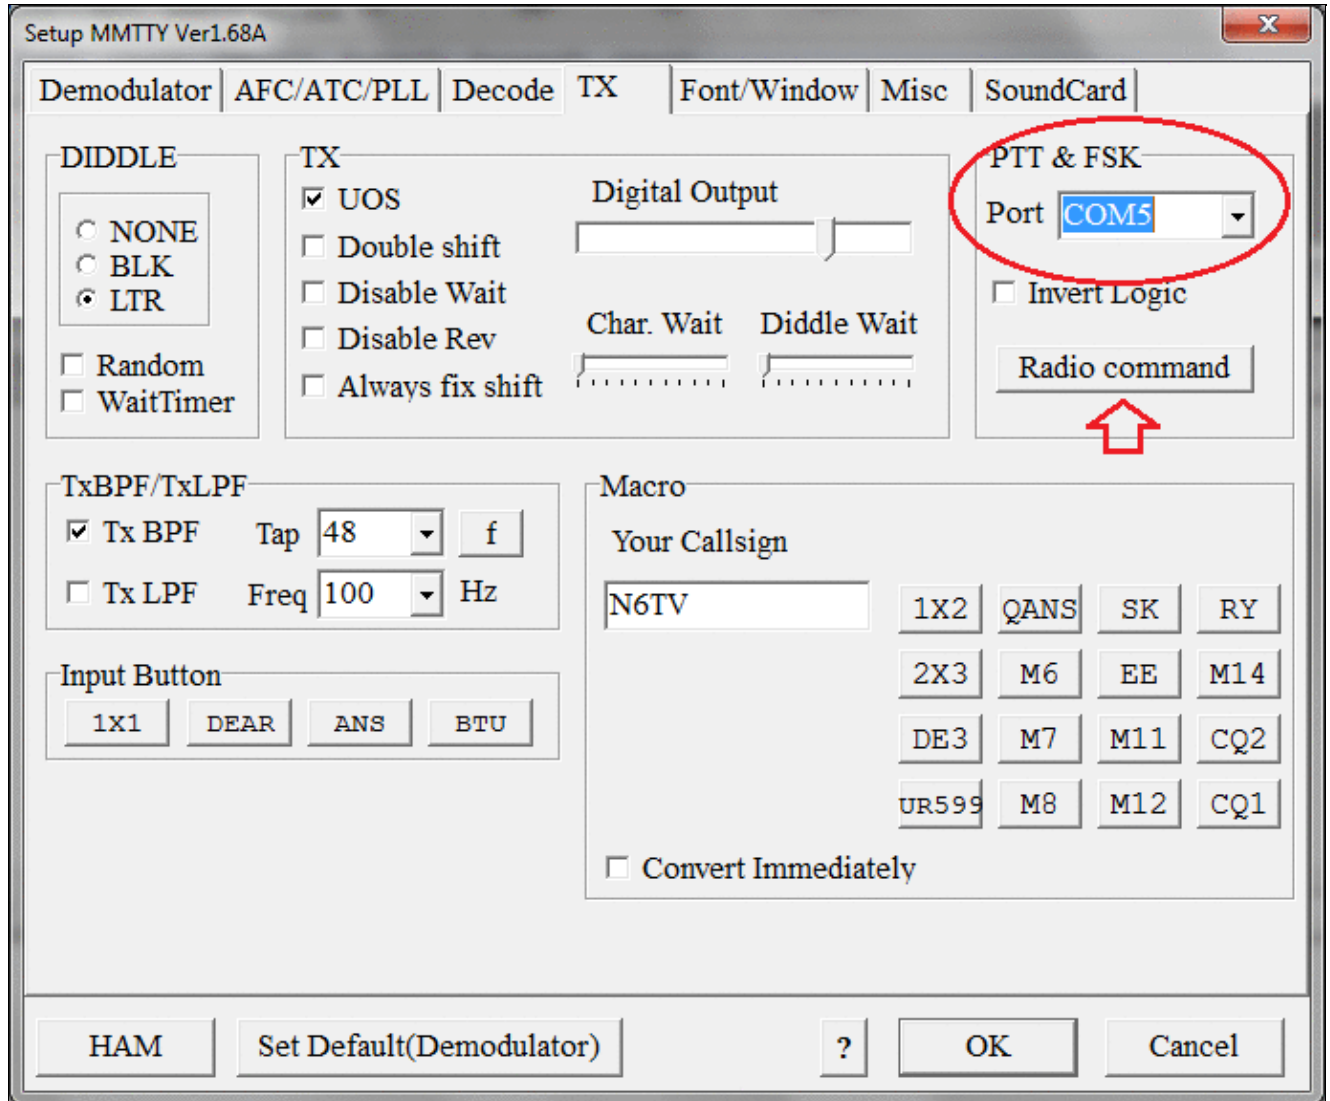 Setup MMTTY Ver1.68A
Demodulator AFC/ATC/PLL Decode TX Font/Window Misc SoundCard
DIDDLE
NONE
BLK
LTR
Random
WaitTimer
TX
UOS
Double shift
Disable Wait
Disable Rev
Always fix shift
Digital Output
Char. Wait Diddle Wait
PTT & FSK
Port COM5
Invert Logic
Radio command
TxBPF/TxLPF
Tx BPF Tap 48 f
Tx LPF Freq 100 Hz
Input Button
1X1 DEAR ANS BTU
Macro
Your Callsign
N6TV
1X2 QANS SK RY
2X3 M6 EE M14
DE3 M7 M11 CQ2
UR599 M8 M12 CQ1
Convert Immediately
HAM Set Default(Demodulator) ? OK Cancel